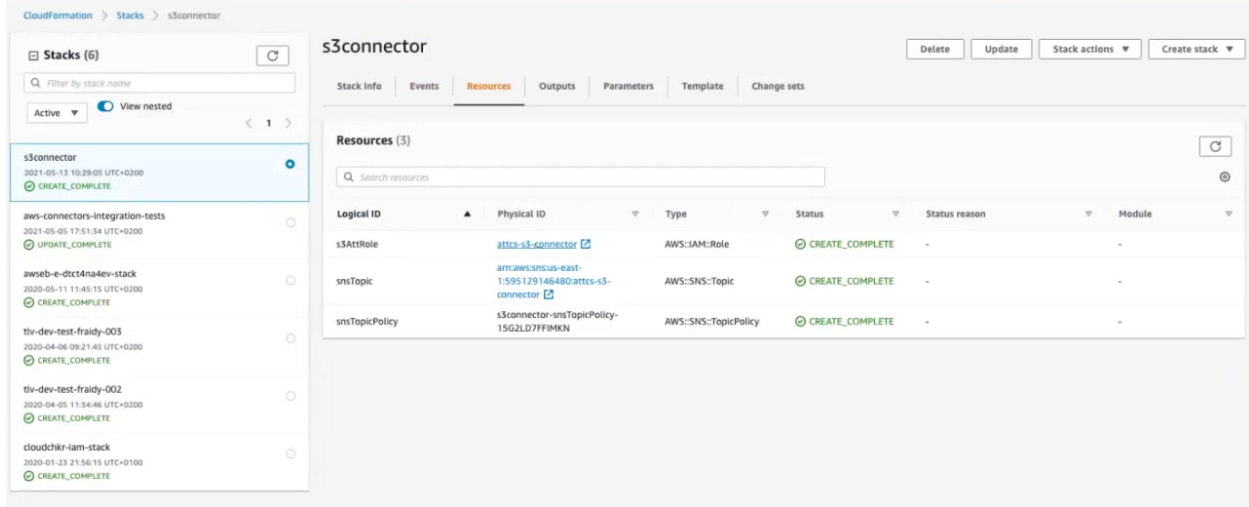 CloudFormation > Stacks > s3connector
Stacks (6)
Filter by stack name
Active ▼ View nested
< 1 >
s3connector
2021-05-13 10:29:05 UTC+0200
CREATE_COMPLETE
aws-connectors-integration-tests
2021-05-05 17:51:34 UTC+0200
UPDATE_COMPLETE
awseb-e-dtct4na4ev-stack
2020-05-11 11:45:15 UTC+0200
CREATE_COMPLETE
tlv-dev-test-fraidy-003
2020-04-06 09:21:45 UTC+0200
CREATE_COMPLETE
tlv-dev-test-fraidy-002
2020-04-05 11:34:46 UTC+0200
CREATE_COMPLETE
cloudchkr-iam-stack
2020-01-23 21:56:15 UTC+0100
CREATE_COMPLETE
s3connector
Delete Update Stack actions ▼ Create stack ▼
Stack info Events Resources Outputs Parameters Template Change sets
Resources (3)
Search resources
Logical ID Physical ID Type Status Status reason Module
s3AttRole attcs-s3-connector AWS::IAM::Role CREATE_COMPLETE - -
arn:aws:sns:us-east-
snsTopic 1:595129146480:attcs-s3- AWS::SNS::Topic CREATE_COMPLETE - -
connector
s3connector-snsTopicPolicy-
snsTopicPolicy 15G2LD7FFIMKN AWS::SNS::TopicPolicy CREATE_COMPLETE - -